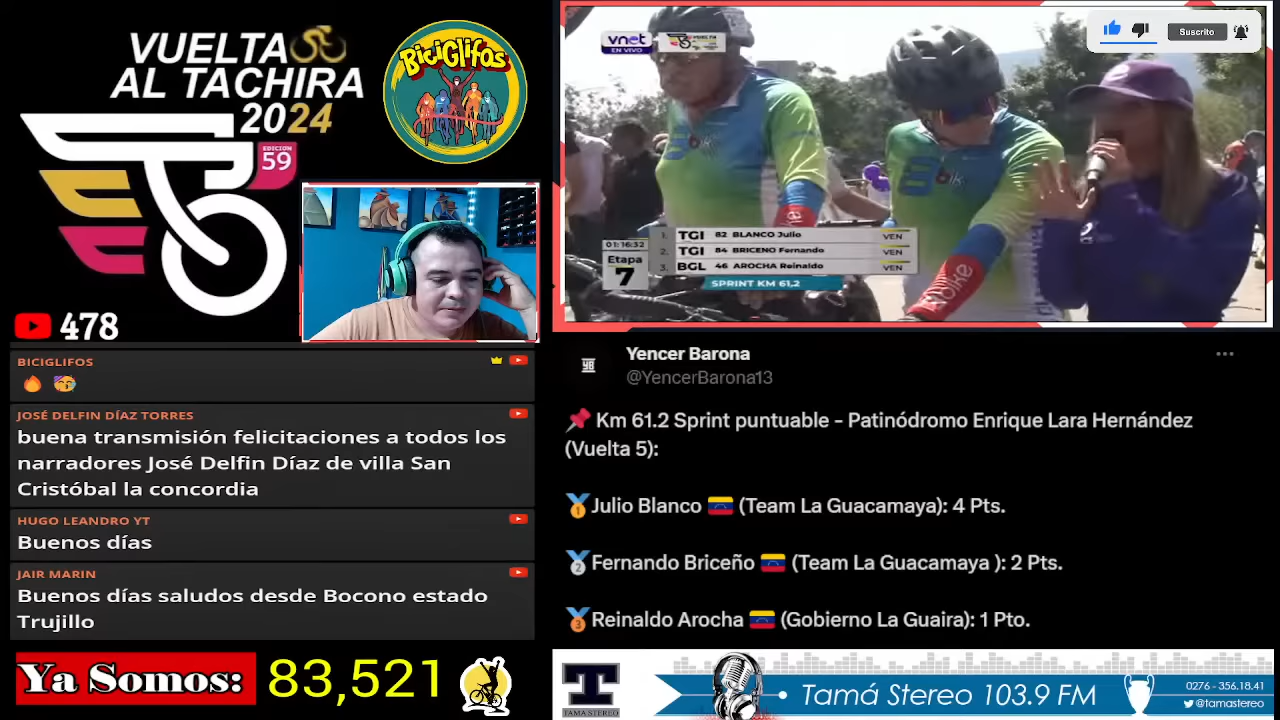 VUELTA
AL TACHIRA
2024
EDICION
59
BiciGlifos
478
BICIGLIFOS
JOSÉ DELFIN DÍAZ TORRES
buena transmisión felicitaciones a todos los
narradores José Delfin Díaz de villa San
Cristóbal la concordia
HUGO LEANDRO YT
Buenos días
JAIR MARIN
Buenos días saludos desde Bocono estado
Trujillo
Ya Somos: 83,521
vnet
EN VIVO
Suscrito
01:16:32
Etapa
7
1. TGI 82 BLANCO Julio VEN
2. TGI 84 BRICENO Fernando VEN
3. BGL 46 AROCHA Reinaldo VEN
SPRINT KM 61,2
Yencer Barona
@YencerBarona13
Km 61.2 Sprint puntuable - Patinódromo Enrique Lara Hernández
(Vuelta 5):
Julio Blanco (Team La Guacamaya): 4 Pts.
Fernando Briceño (Team La Guacamaya ): 2 Pts.
Reinaldo Arocha (Gobierno La Guaira): 1 Pto.
TAMA STEREO
Tamá Stereo 103.9 FM
0276 - 356.18.41
@tamastereo